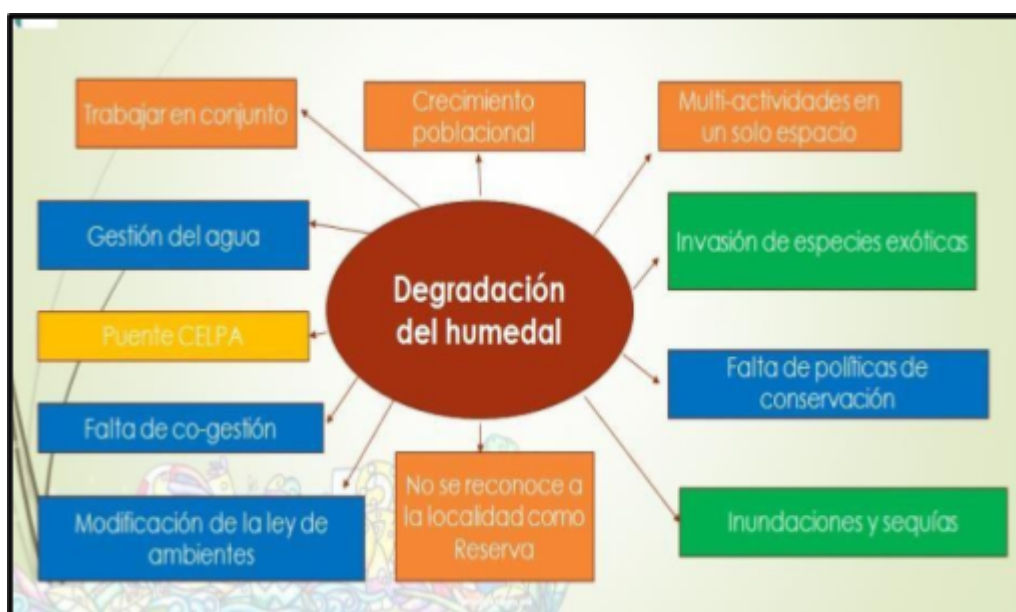 Trabajar en conjunto
Crecimiento
poblacional
Multi-actividades en
un solo espacio
Gestión del agua
Invasión de especies exóticas
Degradación
del humedal
Puente CELPA
Falta de políticas de
conservación
Falta de co-gestión
No se reconoce a
la localidad como
Reserva
Modificación de la ley de
ambientes
Inundaciones y sequías